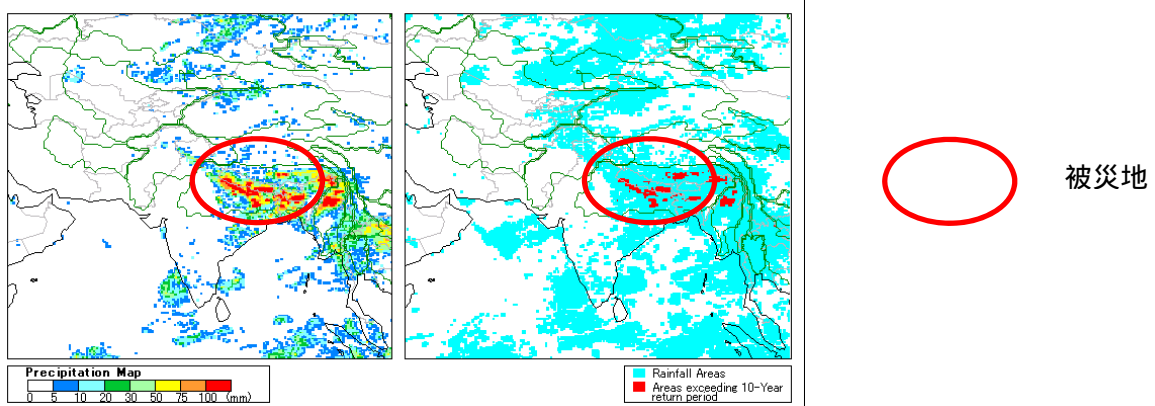 Precipitation Map
0 5 10 20 30 50 75 100 (mm)
Rainfall Areas
Areas exceeding 10-Year
return period
被災地